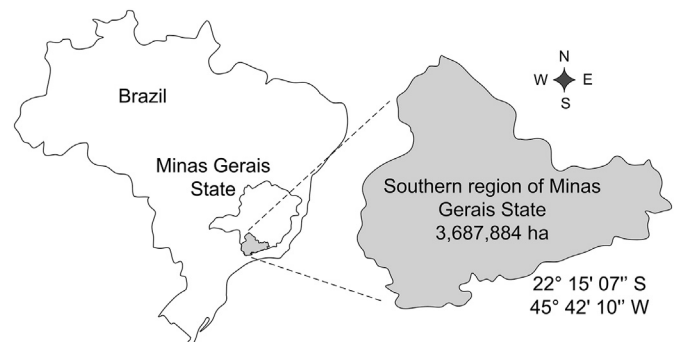 Brazil
Minas Gerais
State
N
W E
S
Southern region of Minas
Gerais State
3,687,884 ha
22° 15' 07" S
45° 42' 10" W